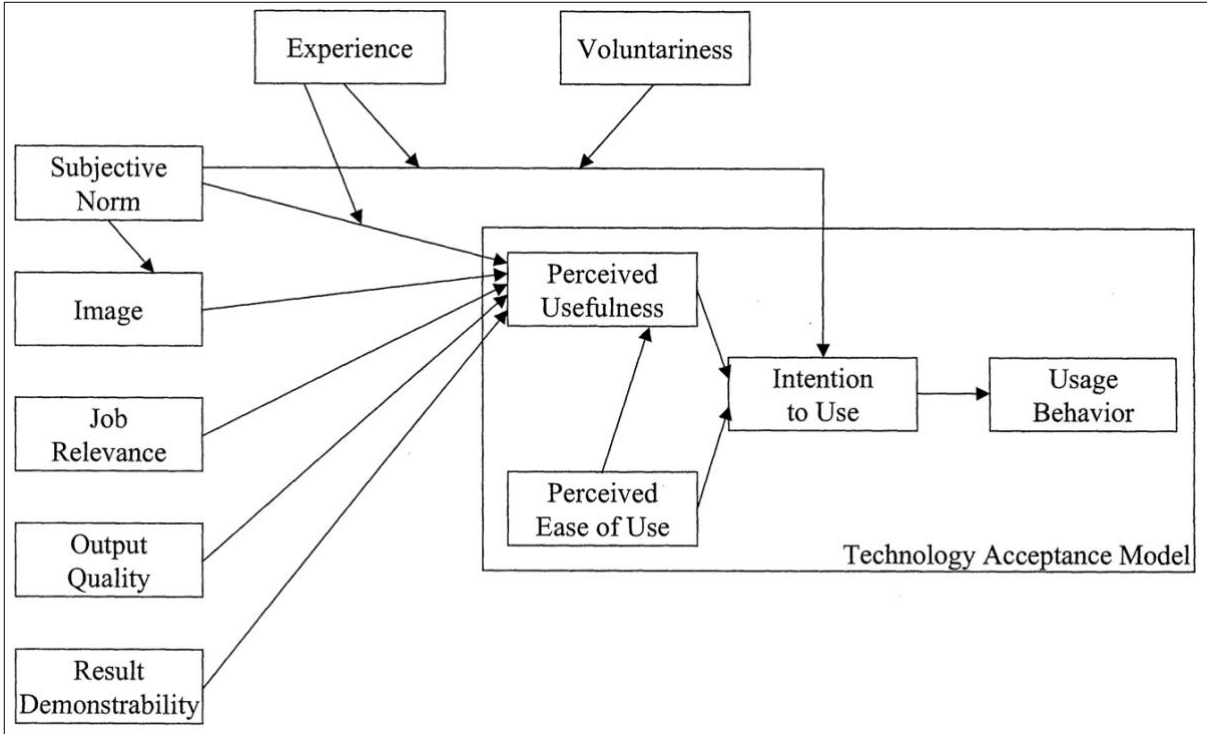 Experience
Voluntariness
Subjective
Norm
Image
Job
Relevance
Output
Quality
Result
Demonstrability
Perceived
Usefulness
Perceived
Ease of Use
Intention
to Use
Usage
Behavior
Technology Acceptance Model